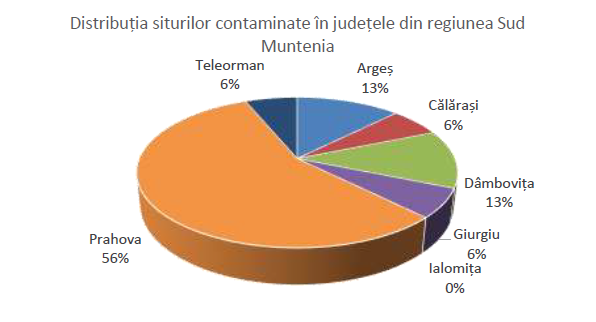 Distribuția siturilor contaminate în județele din regiunea Sud
Muntenia
Teleorman
6%
Argeș
13%
Călărași
6%
Dâmbovița
13%
Giurgiu
6%
Ialomița
0%
Prahova
56%